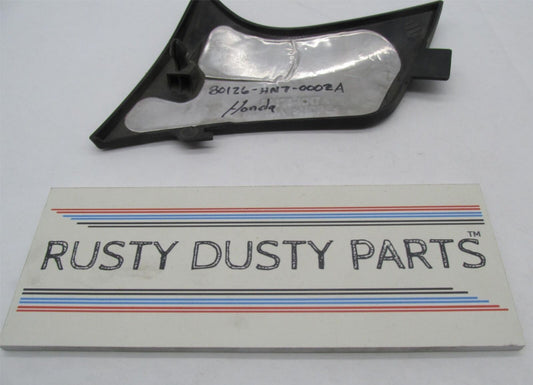 80126-HN7-0002A
Honda
RUSTY DUSTY PARTS™